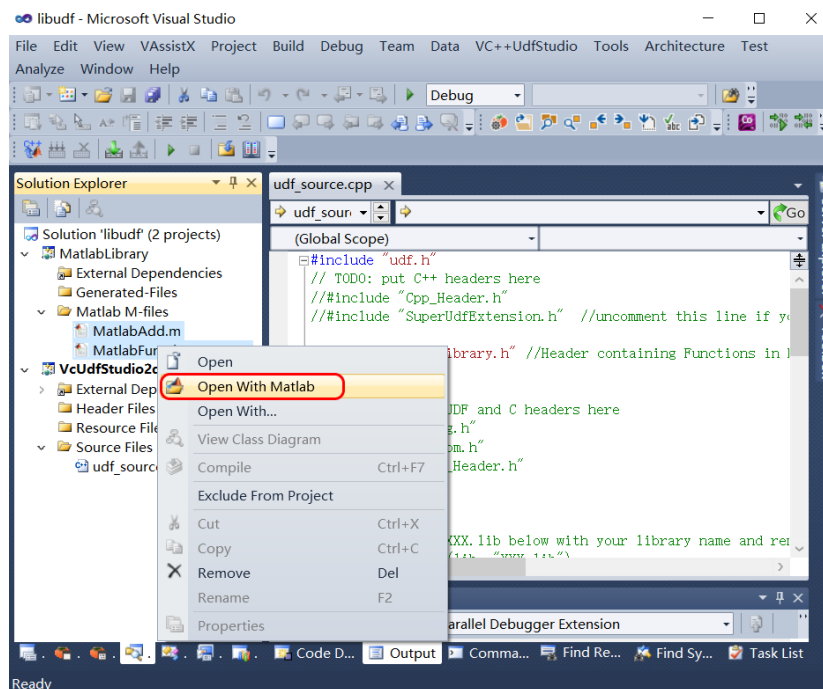 libudf - Microsoft Visual Studio
File Edit View VAssistX Project Build Debug Team Data VC++UdfStudio Tools Architecture Test
Analyze Window Help
Debug
Solution Explorer
udf_source.cpp
udf_sour
Go
Solution 'libudf' (2 projects)
(Global Scope)
MatlabLibrary
#include "udf.h"
External Dependencies
// TODO: put C++ headers here
Generated-Files
//#include "Cpp_Header.h"
Matlab M-files
//#include "SuperUdfExtension.h" //uncomment this line if y
MatlabAdd.m
MatlabFu
ibrary.h" //Header containing Functions in
VcUdfStudio2
Open
External Dep
Open With Matlab
Header Files
Open With...
UDF and C headers here
Resource File
g.h"
View Class Diagram
om.h"
Source Files
_Header.h"
udf_sourc
Compile Ctrl+F7
Exclude From Project
Cut Ctrl+X
XXX.lib below with your library name and re
Copy Ctrl+C
(lib, "XXX.lib")
Remove Del
Rename F2
Properties
arallel Debugger Extension
Code D... Output Comma... Find Re... Find Sy... Task List
Ready